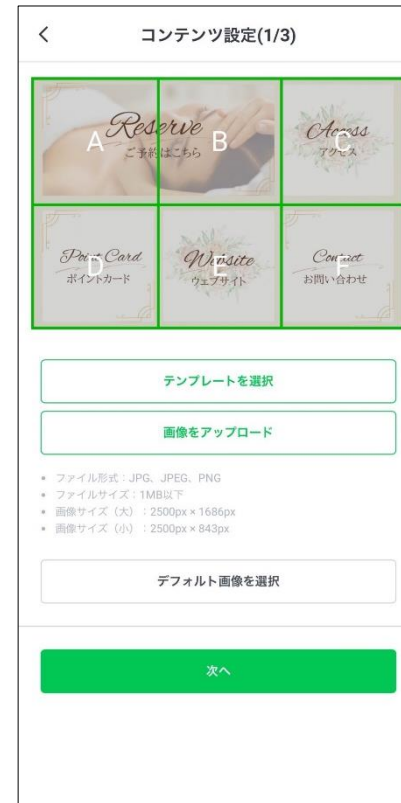 コンテンツ設定(1/3)
Reserve
ご予約はこちら
A
B
Access
アクセス
C
Point Card
ポイントカード
D
Website
ウェブサイト
E
Contact
お問い合わせ
F
テンプレートを選択
画像をアップロード
• ファイル形式：JPG、JPEG、PNG
• ファイルサイズ：1MB以下
• 画像サイズ（大）：2500px × 1686px
• 画像サイズ（小）：2500px × 843px
デフォルト画像を選択
次へ